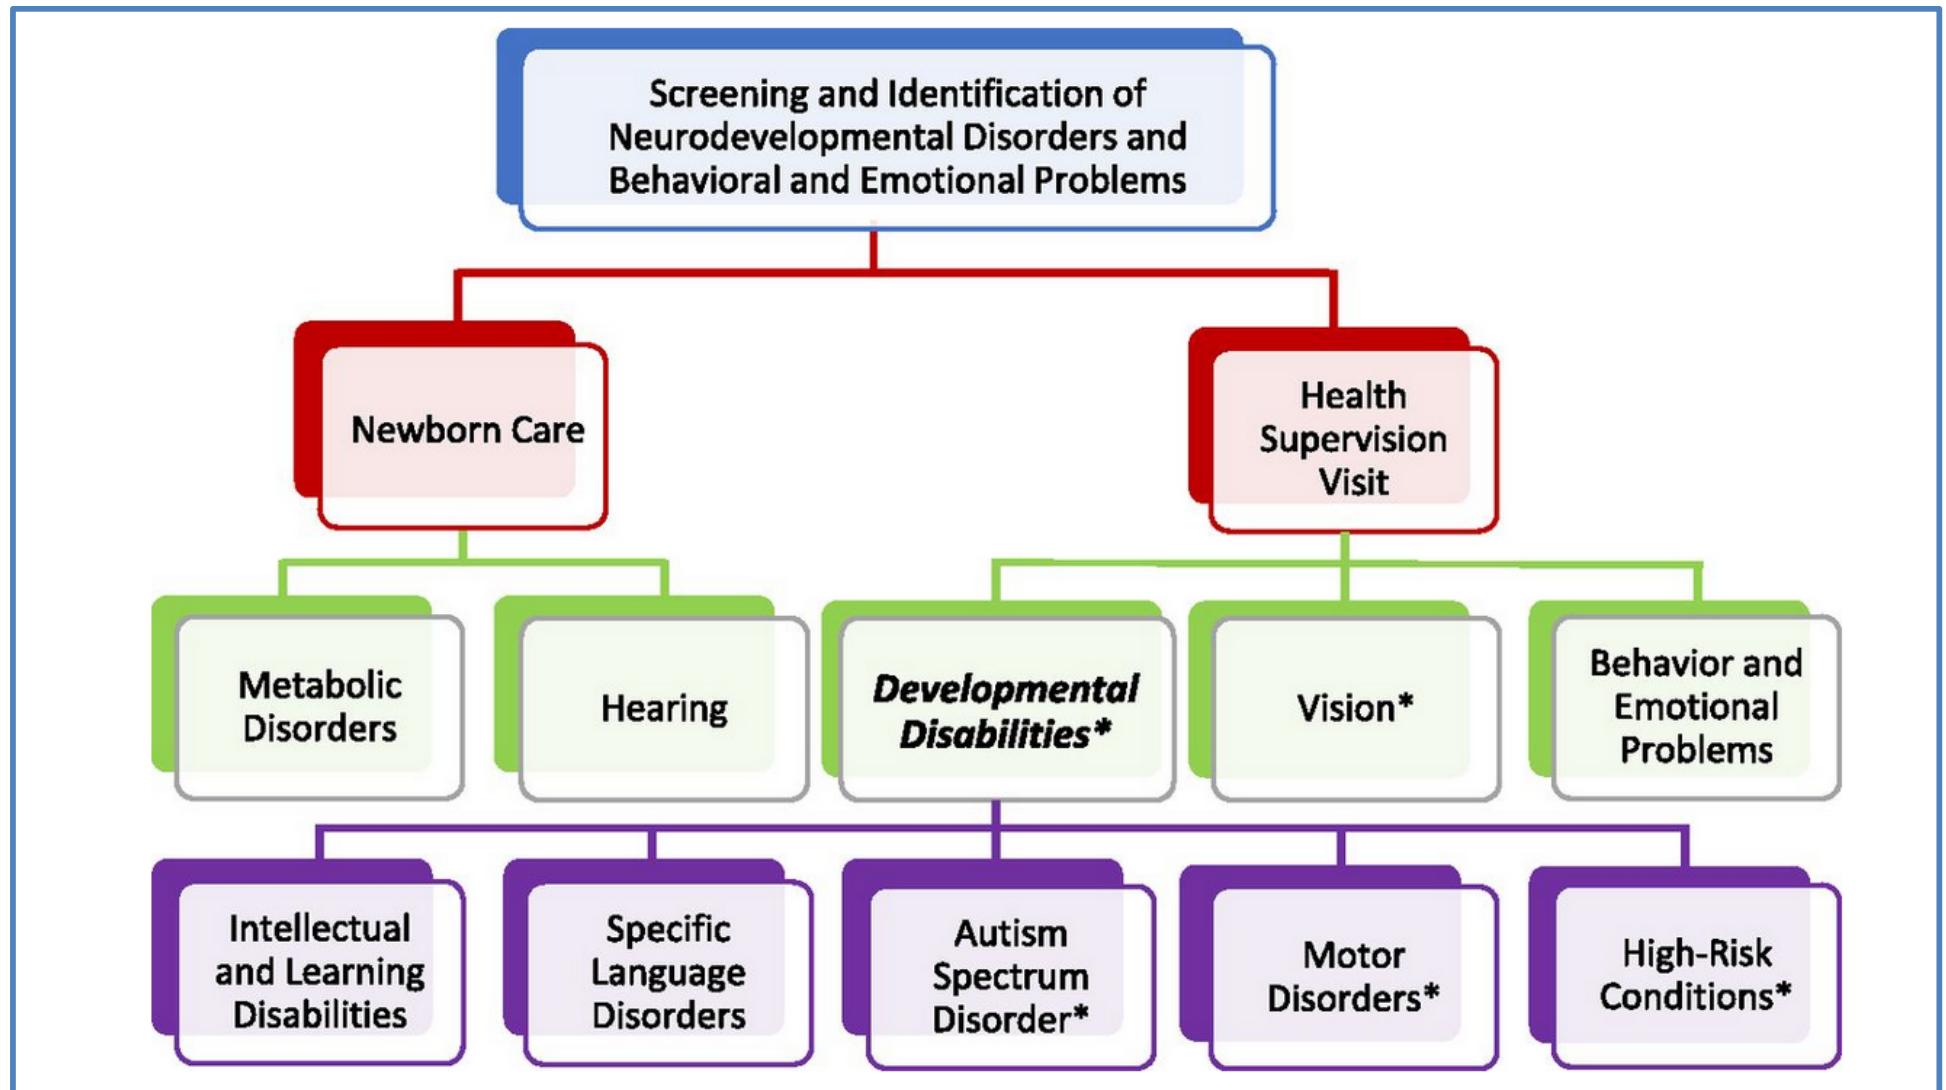 Screening and Identification of
Neurodevelopmental Disorders and
Behavioral and Emotional Problems
Newborn Care
Health
Supervision
Visit
Metabolic
Disorders
Hearing
Developmental
Disabilities*
Vision*
Behavior and
Emotional
Problems
Intellectual
and Learning
Disabilities
Specific
Language
Disorders
Autism
Spectrum
Disorder*
Motor
Disorders*
High-Risk
Conditions*